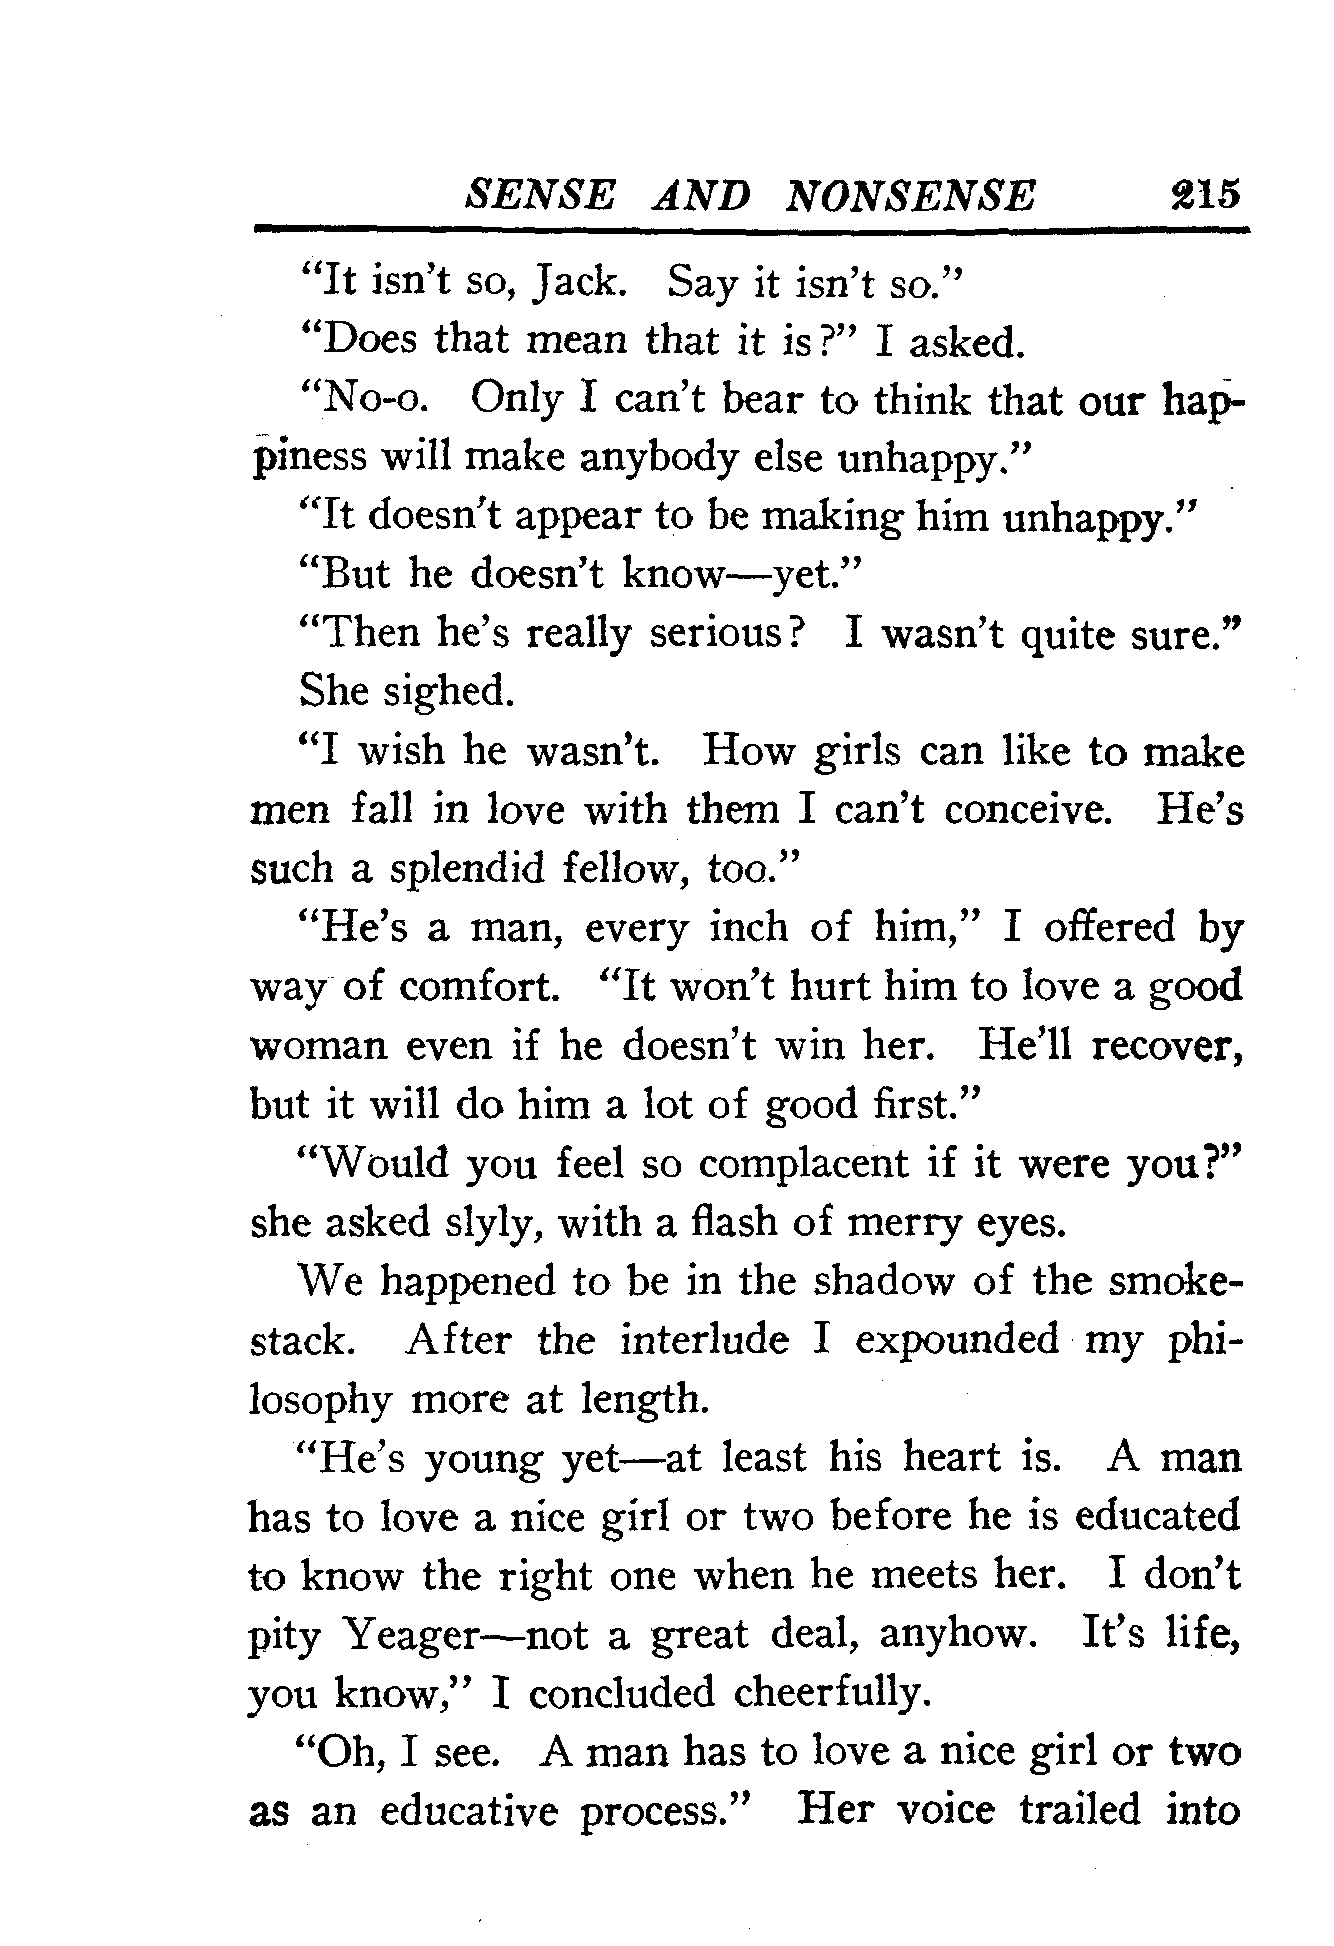 SENSE AND NONSENSE 215
“It isn’t so, Jack. Say it isn’t so.”
“Does that mean that it is?” I asked.
“No-o. Only I can’t bear to think that our hap-
piness will make anybody else unhappy.”
“It doesn’t appear to be making him unhappy.”
“But he doesn’t know—yet.”
“Then he’s really serious? I wasn’t quite sure.”
She sighed.
“I wish he wasn’t. How girls can like to make
men fall in love with them I can’t conceive. He’s
such a splendid fellow, too.”
“He’s a man, every inch of him,” I offered by
way of comfort. “It won’t hurt him to love a good
woman even if he doesn’t win her. He’ll recover,
but it will do him a lot of good first.”
“Would you feel so complacent if it were you?”
she asked slyly, with a flash of merry eyes.
We happened to be in the shadow of the smoke-
stack. After the interlude I expounded my phi-
losophy more at length.
“He’s young yet—at least his heart is. A man
has to love a nice girl or two before he is educated
to know the right one when he meets her. I don’t
pity Yeager—not a great deal, anyhow. It’s life,
you know,” I concluded cheerfully.
“Oh, I see. A man has to love a nice girl or two
as an educative process.” Her voice trailed into